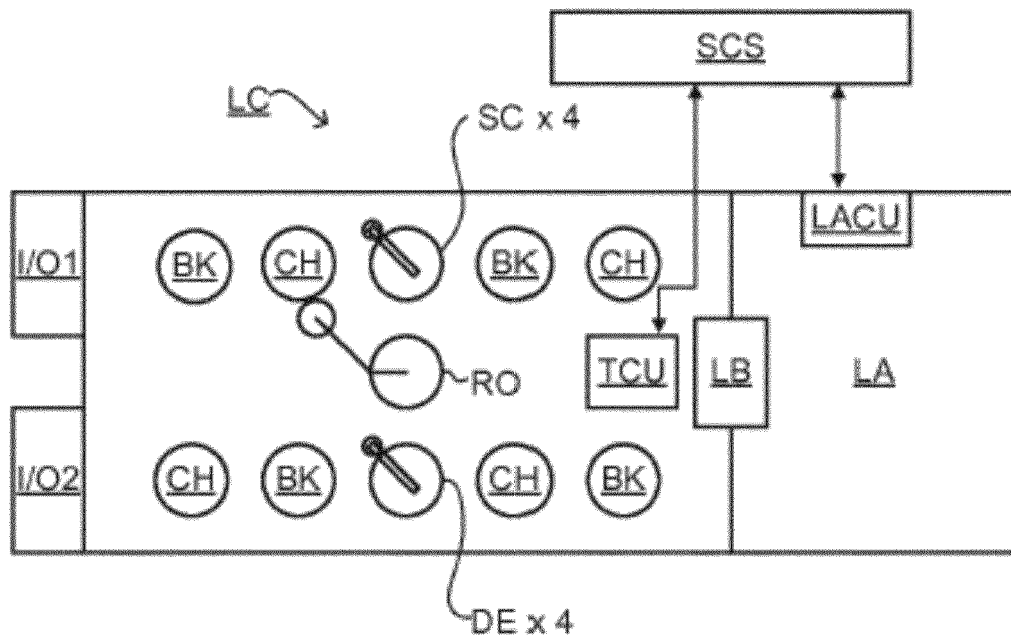 SCS
LC
SC x 4
LACU
I/O1
BK
CH
BK
CH
RO
TCU
LB
LA
I/O2
CH
BK
CH
BK
DE x 4